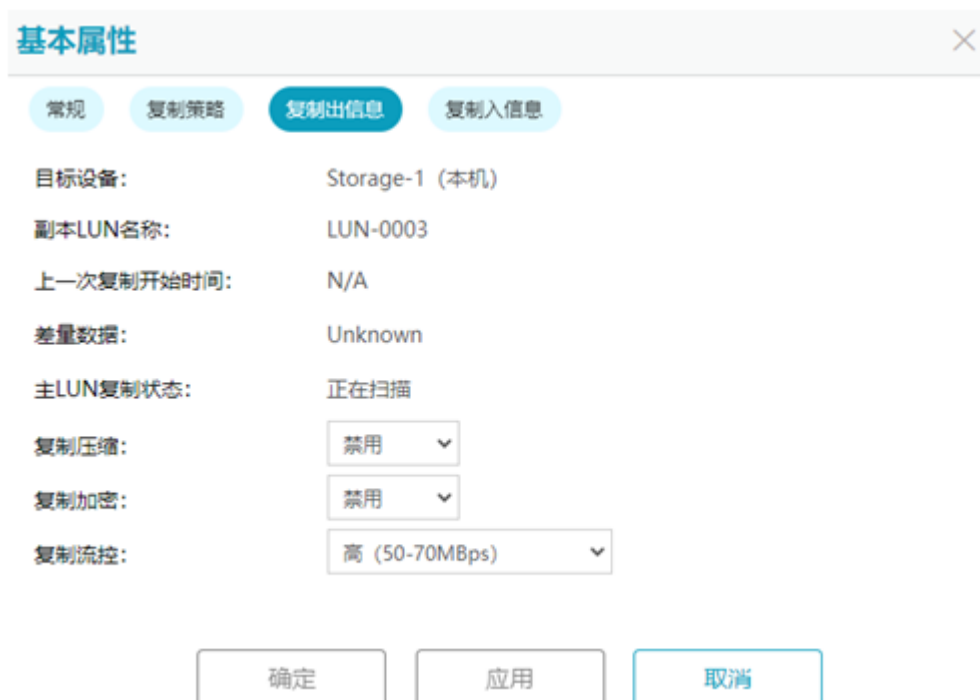 基本属性
常规 复制策略 复制出信息 复制入信息
目标设备： Storage-1（本机）
副本LUN名称： LUN-0003
上一次复制开始时间： N/A
差量数据： Unknown
主LUN复制状态： 正在扫描
复制压缩： 禁用
复制加密： 禁用
复制流控： 高（50-70MBps）
确定 应用 取消